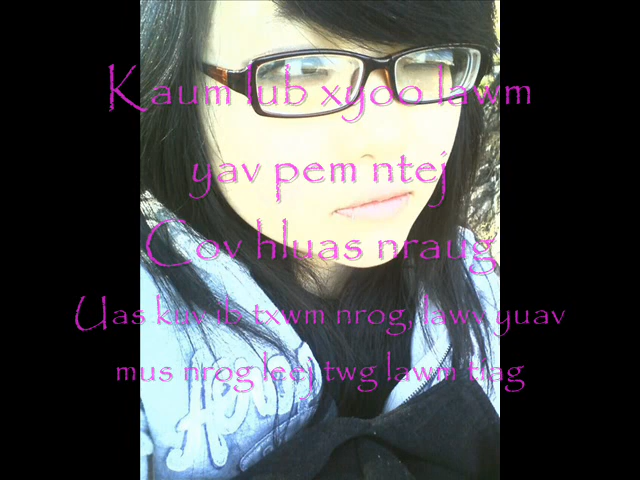 Kaum lub xyoo lawm
yav pem ntej
Cov hluas nraug
Uas kuv ib txwm nrog, lawv yuav
mus nrog leej twg lawm tiag